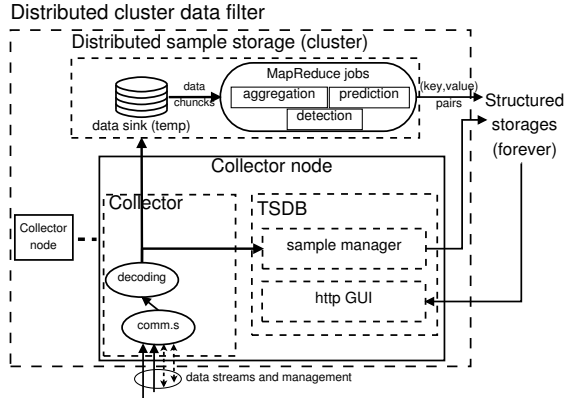 Distributed cluster data filter
Distributed sample storage (cluster)
MapReduce jobs
data
chuncks
aggregation
prediction
detection
(key,value)
pairs
data sink (temp)
Structured
storages
(forever)
Collector node
Collector
TSDB
Collector
node
sample manager
decoding
http GUI
comm.s
data streams and management